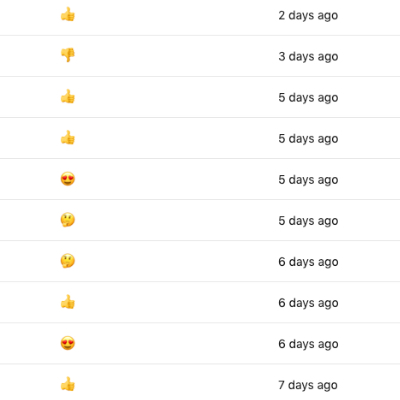 👍 2 days ago
👎 3 days ago
👍 5 days ago
👍 5 days ago
😍 5 days ago
🤔 5 days ago
🤔 6 days ago
👍 6 days ago
😍 6 days ago
👍 7 days ago